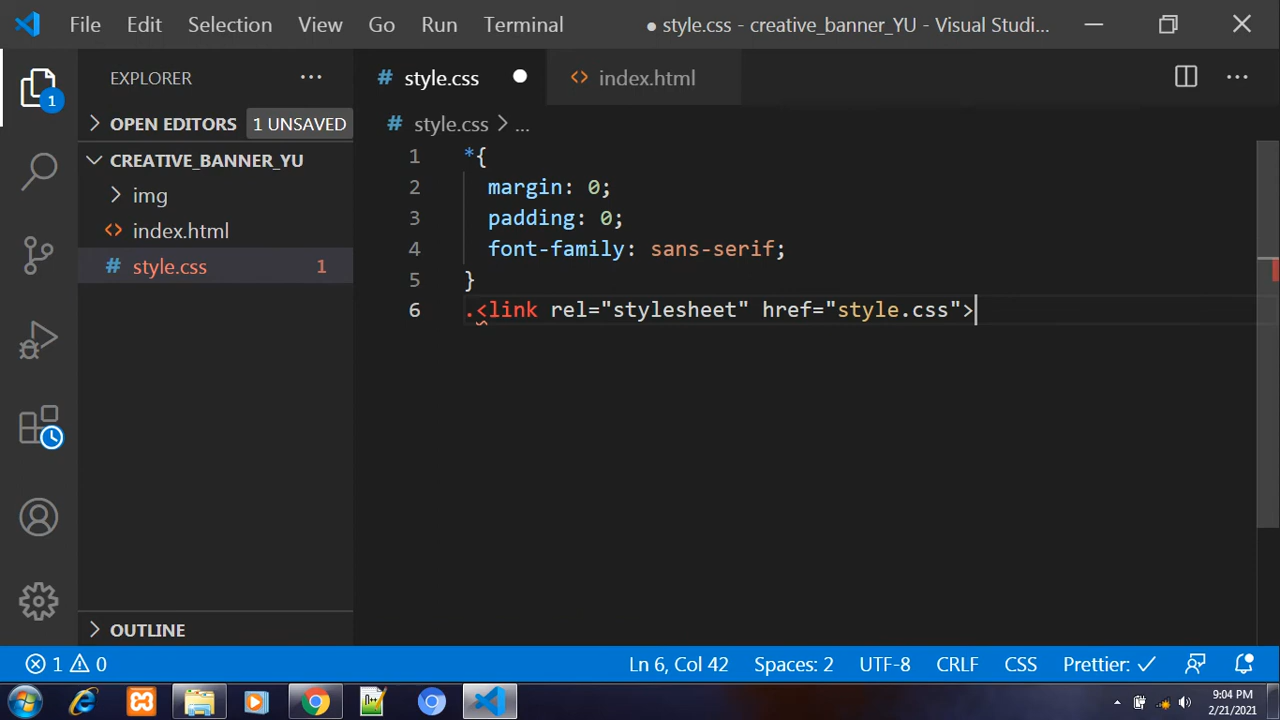 File Edit Selection View Go Run Terminal ● style.css - creative_banner_YU - Visual Studi...
EXPLORER ...
style.css ● index.html ...
1
OPEN EDITORS 1 UNSAVED
style.css > ...
CREATIVE_BANNER_YU
img
index.html
style.css 1
1 *{
2 margin: 0;
3 padding: 0;
4 font-family: sans-serif;
5 }
6 .<link rel="stylesheet" href="style.css">
OUTLINE
1 0 Ln 6, Col 42 Spaces: 2 UTF-8 CRLF CSS Prettier: ✓
9:04 PM
2/21/2021